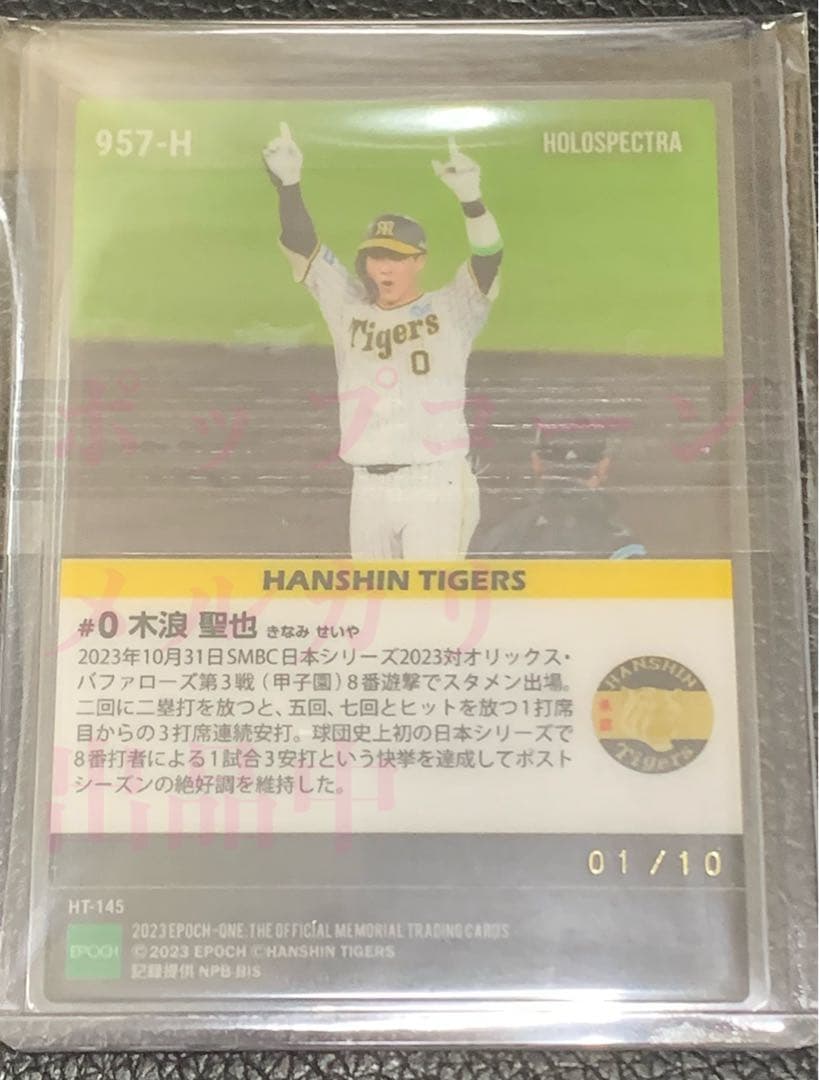 957-H
HOLOSPECTRA
Tigers
0
ポップコーン
HANSHIN TIGERS
メルカリ
#0 木浪 聖也 きなみ せいや
2023年10月31日SMBC日本シリーズ2023対オリックス・
バファローズ第3戦（甲子園）8番遊撃でスタメン出場。
二回に二塁打を放つと、五回、七回とヒットを放つ1打席
目からの3打席連続安打。球団史上初の日本シリーズで
8番打者による1試合3安打という快挙を達成してポスト
シーズンの絶好調を維持した。
HANSHIN
Tigers
出品中
01/10
HT-145
EPOCH
2023 EPOCH-ONE THE OFFICIAL MEMORIAL TRADING CARDS
©2023 EPOCH ©HANSHIN TIGERS
記録提供 NPB BIS